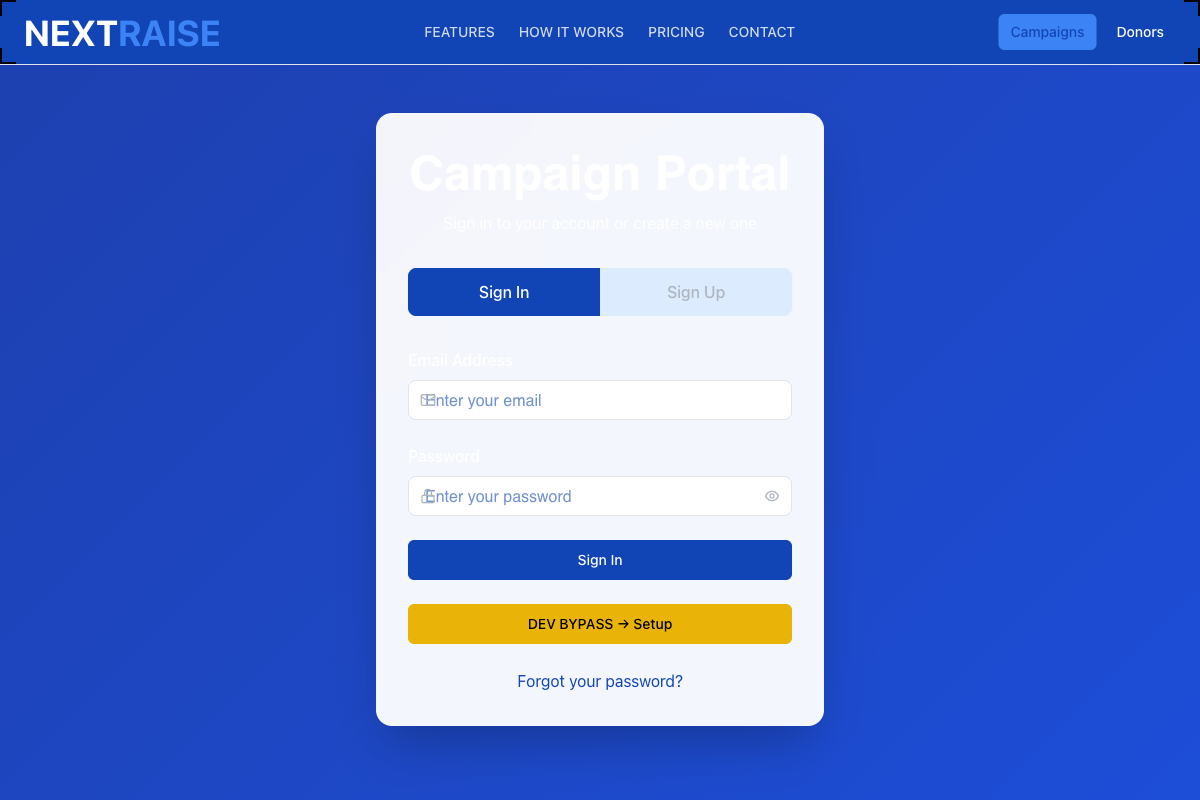 NEXTRAISE
FEATURES HOW IT WORKS PRICING CONTACT
Campaigns Donors
Campaign Portal
Sign in to your account or create a new one
Sign In Sign Up
Email Address
Enter your email
Password
Enter your password
Sign In
DEV BYPASS → Setup
Forgot your password?